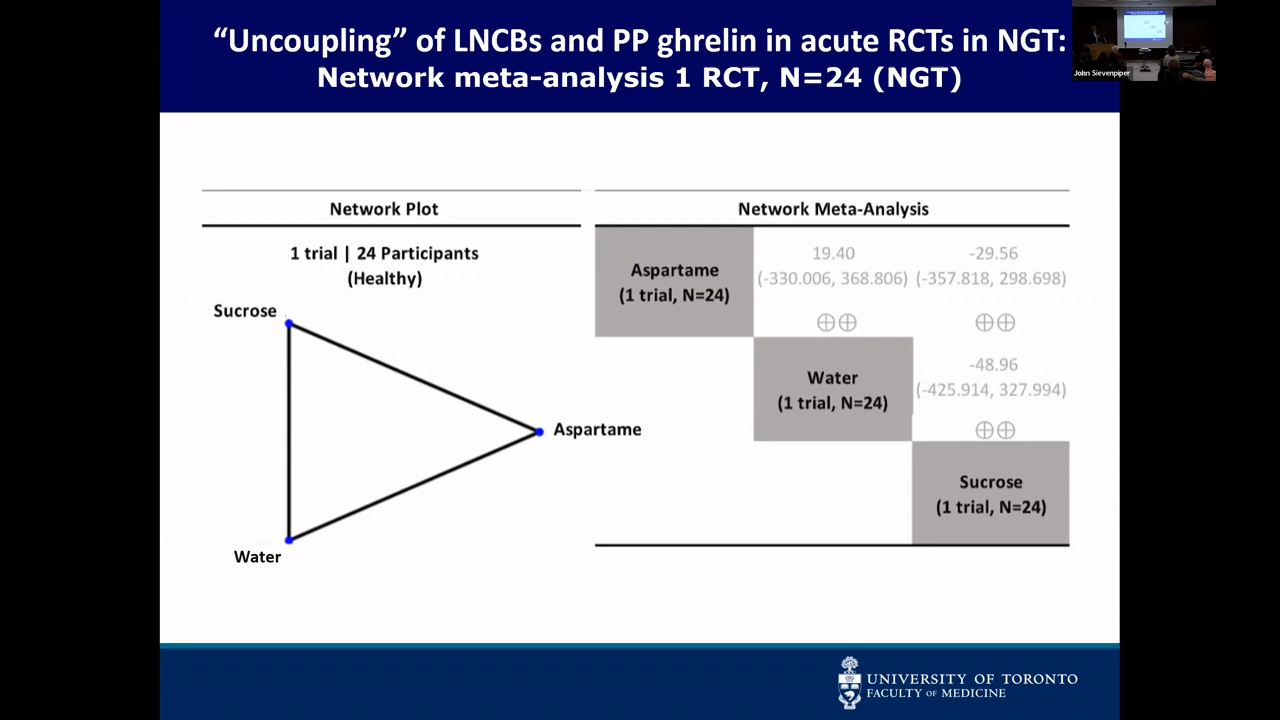 “Uncoupling” of LNCBs and PP ghrelin in acute RCTs in NGT:
Network meta-analysis 1 RCT, N=24 (NGT)
John Sievenpiper
Network Plot
1 trial | 24 Participants
(Healthy)
Sucrose
Aspartame
Water
Network Meta-Analysis
Aspartame
(1 trial, N=24)
19.40
(-330.006, 368.806)
⊕⊕
-29.56
(-357.818, 298.698)
⊕⊕
Water
(1 trial, N=24)
-48.96
(-425.914, 327.994)
⊕⊕
Sucrose
(1 trial, N=24)
UNIVERSITY OF TORONTO
FACULTY OF MEDICINE